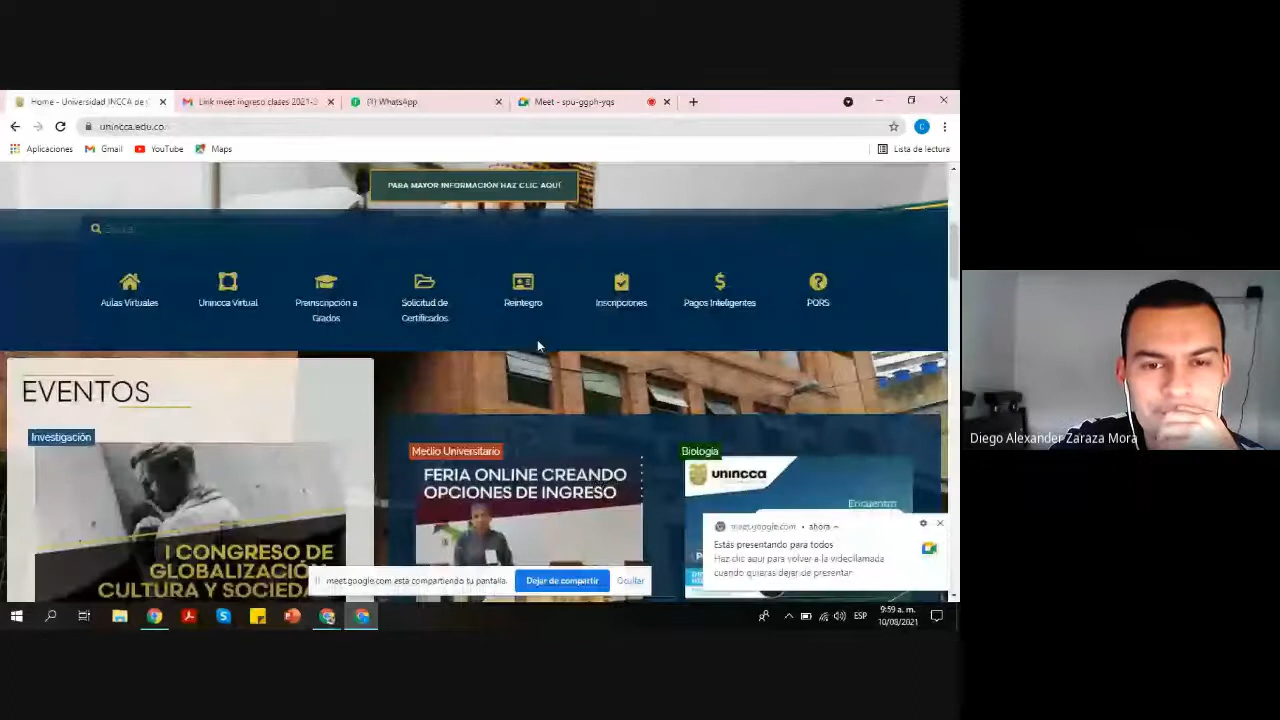 Home - Universidad INCCA de C
Link meet ingreso clases 2021-2
(1) WhatsApp
Meet - spu-ggph-yqs
unincca.edu.co
Aplicaciones
Gmail
YouTube
Maps
Lista de lectura
PARA MAYOR INFORMACIÓN HAZ CLIC AQUÍ
Aulas Virtuales
Unincca Virtual
Preinscripción a
Grados
Solicitud de
Certificados
Reintegro
Inscripciones
Pagos Inteligentes
PQRS
EVENTOS
Investigación
I CONGRESO DE
GLOBALIZACIÓN
CULTURA Y SOCIEDA
Medio Universitario
FERIA ONLINE CREANDO
OPCIONES DE INGRESO
Biología
unincca
Encuentro
meet.google.com • ahora
Estás presentando para todos
Haz clic aquí para volver a la videollamada
cuando quieras dejar de presentar
meet.google.com está compartiendo tu pantalla.
Dejar de compartir
Ocultar
ESP
9:59 a. m.
10/08/2021
Diego Alexander Zaraza Mora